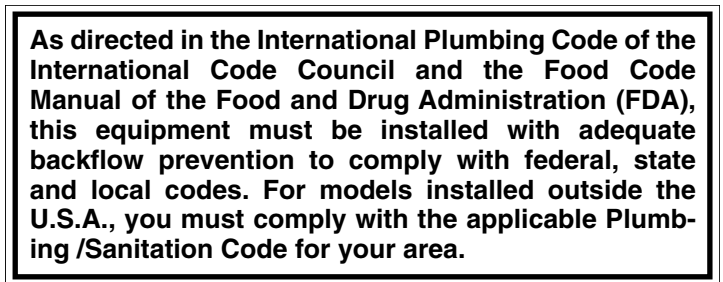 As directed in the International Plumbing Code of the
International Code Council and the Food Code
Manual of the Food and Drug Administration (FDA),
this equipment must be installed with adequate
backflow prevention to comply with federal, state
and local codes. For models installed outside the
U.S.A., you must comply with the applicable Plumb-
ing /Sanitation Code for your area.